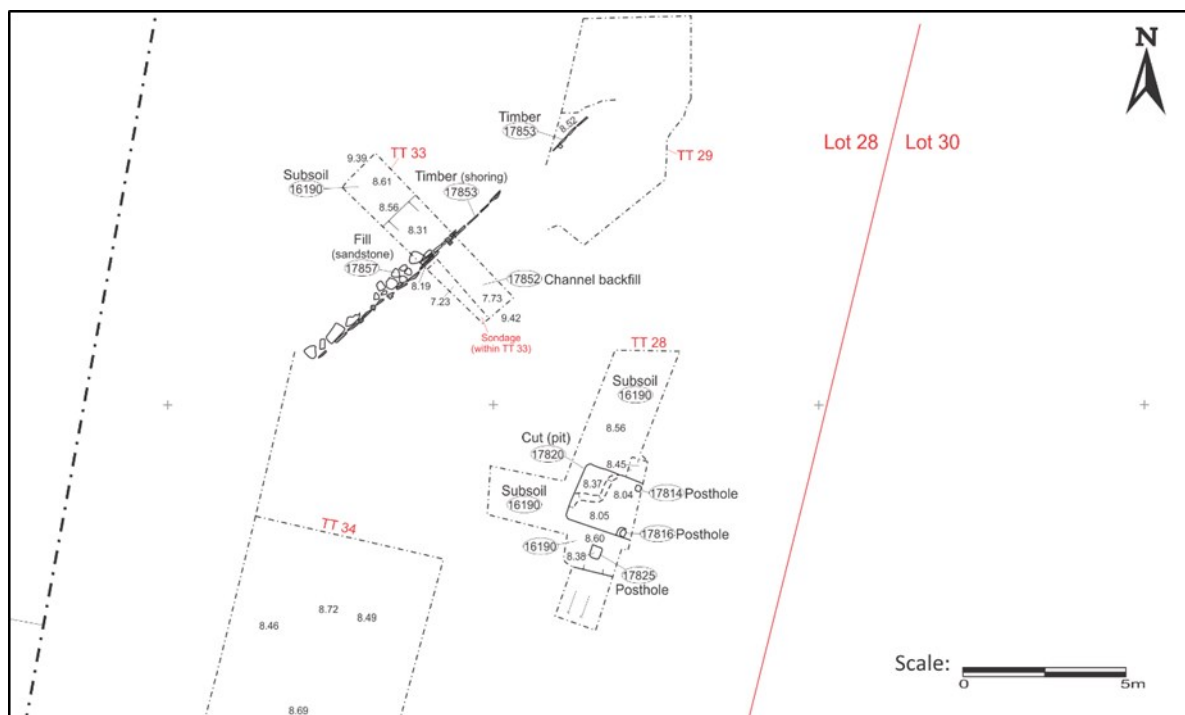 N
Timber
17853
8.52
Lot 28
Lot 30
TT 29
9.39
TT 33
Subsoil
16190
8.61
Timber (shoring)
17853
8.56
8.31
Fill
(sandstone)
17857
8.19
7.23
17852 Channel backfill
7.73
9.42
Sondage
(within TT 33)
TT 28
Subsoil
16190
8.56
Cut (pit)
17820
8.45
8.37
8.04
17814 Posthole
Subsoil
16190
8.05
17816 Posthole
8.60
16190
8.38
17825
Posthole
TT 34
8.72
8.46
8.49
8.69
Scale:
0
5m